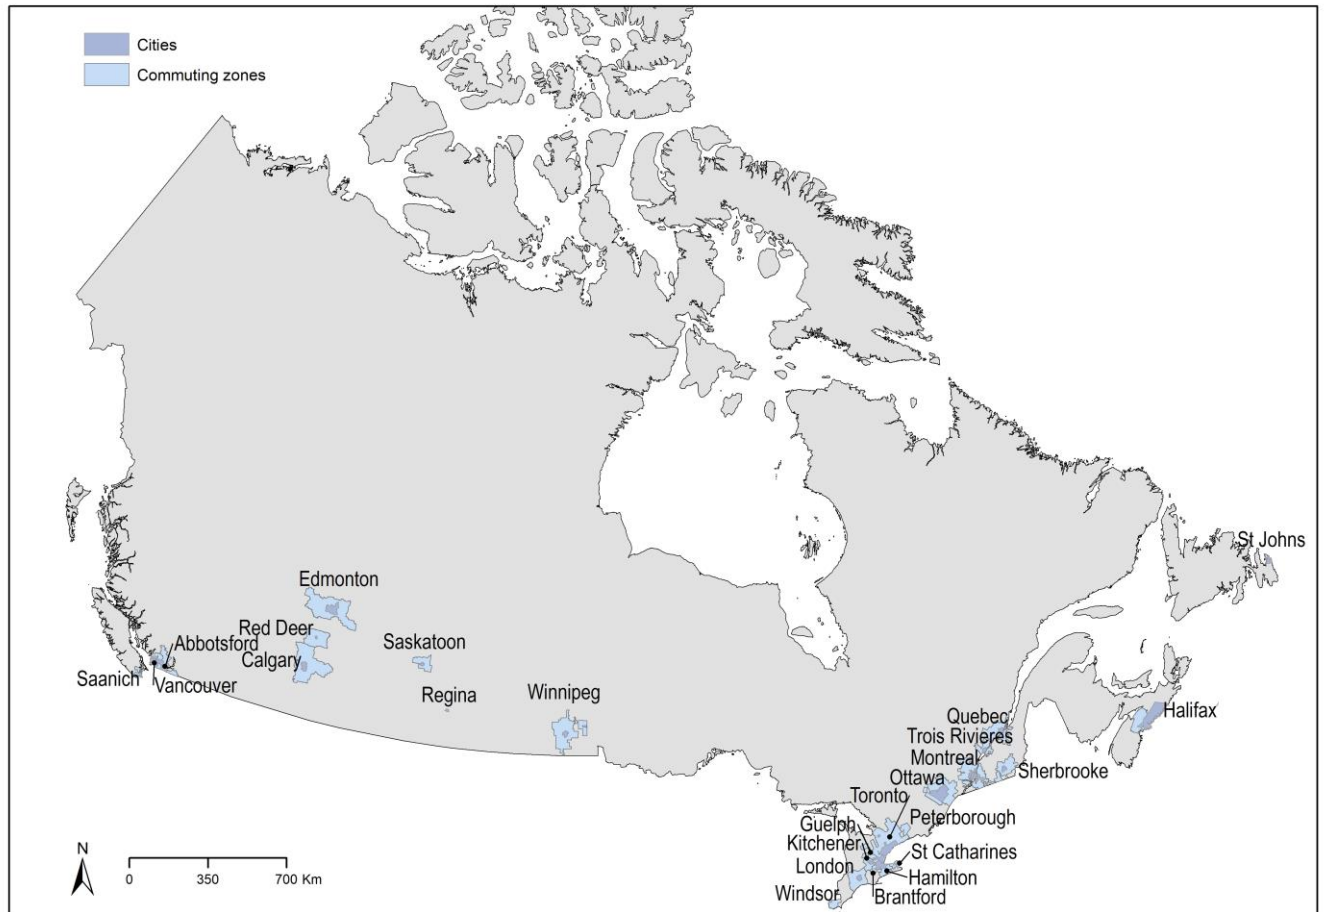 Cities
Commuting zones
St Johns
Edmonton
Red Deer
Abbotsford
Saskatoon
Calgary
Saanich
Vancouver
Regina
Winnipeg
Quebec
Halifax
Trois Rivieres
Montreal
Sherbrooke
Ottawa
Toronto
Peterborough
Guelph
Kitchener
St Catharines
London
Hamilton
Windsor
Brantford
N
0 350 700 Km